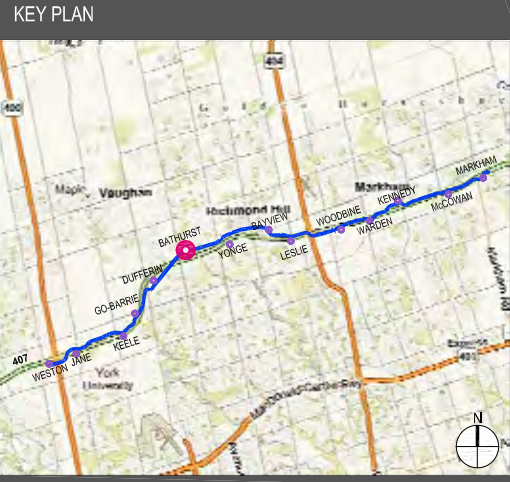 KEY PLAN
404
400
Maple
Vaughan
Richmond Hill
Markham
MARKHAM
KENNEDY
McCOWAN
WOODBINE
WARDEN
BAYVIEW
LESLIE
BATHURST
YONGE
DUFFERIN
GO-BARRIE
KEELE
407
WESTON
JANE
York
University
401
N